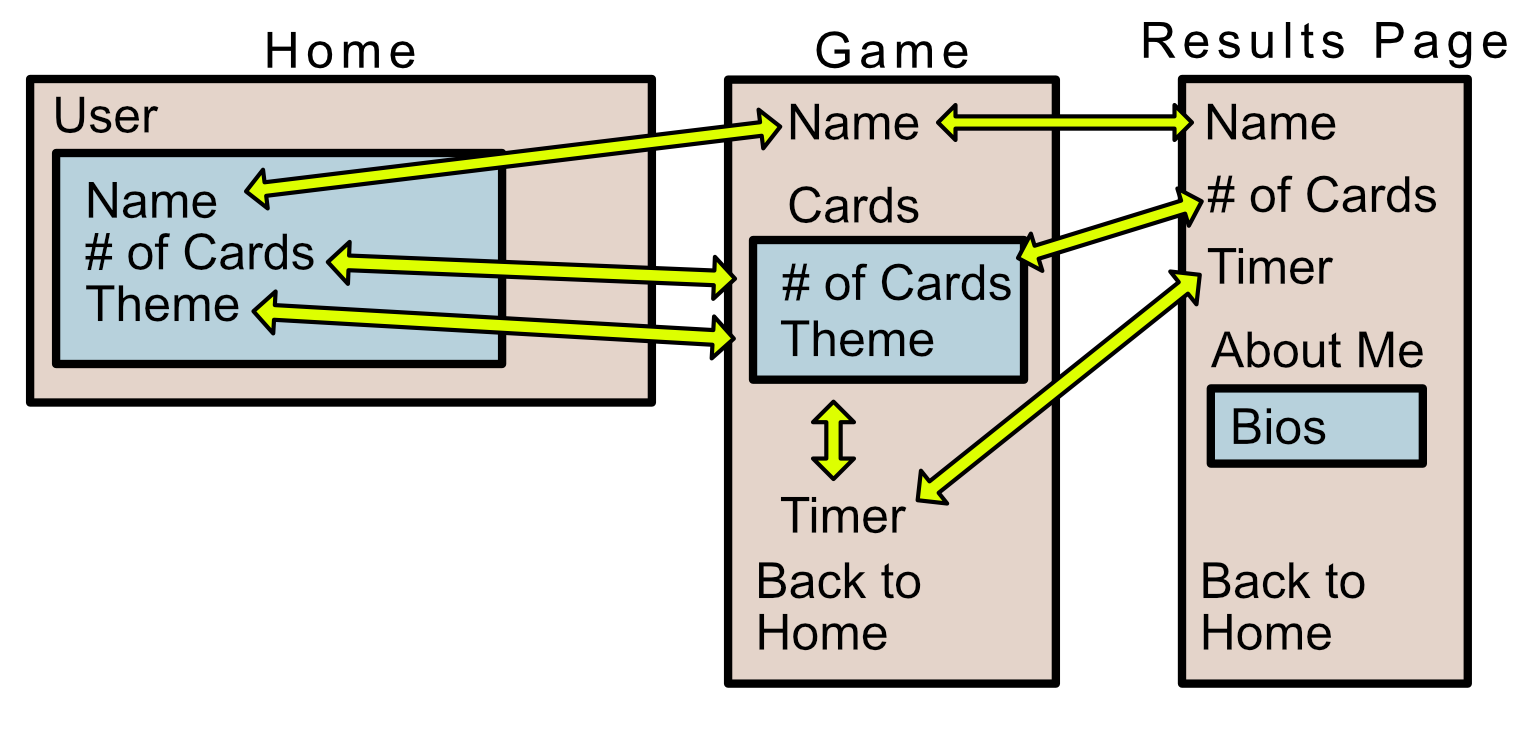 Home
User
Name
# of Cards
Theme
Game
Name
Cards
# of Cards
Theme
Timer
Back to
Home
Results Page
Name
# of Cards
Timer
About Me
Bios
Back to
Home